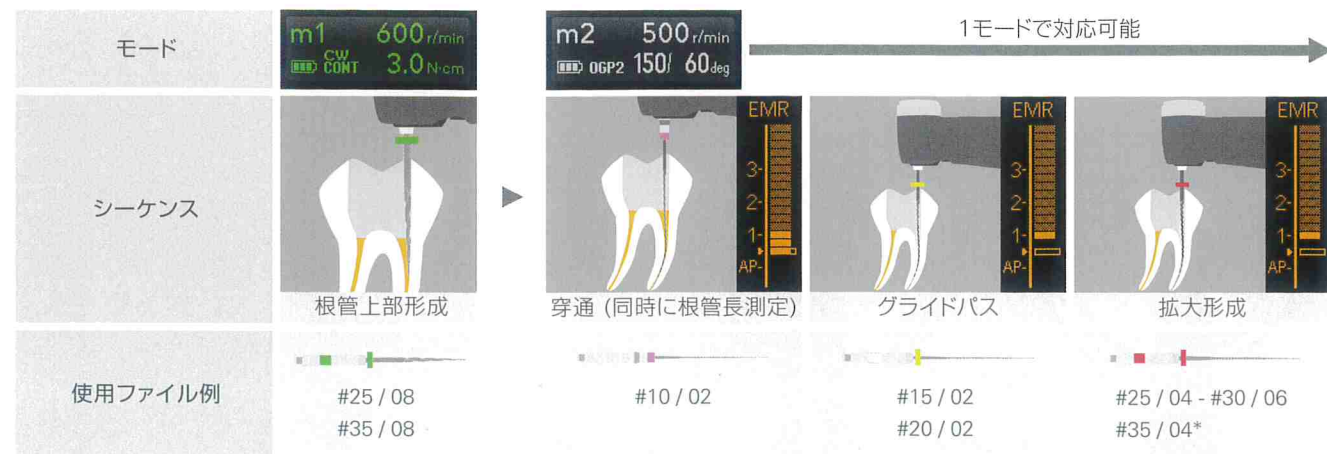 モード
m1 600 r/min
CW CONT 3.0 N·cm
m2 500 r/min
OGP2 150/ 60deg
1モードで対応可能
シーケンス
EMR
3-
2-
1-
AP-
EMR
3-
2-
1-
AP-
EMR
3-
2-
1-
AP-
根管上部形成
穿通 (同時に根管長測定)
グライドパス
拡大形成
使用ファイル例
#25 / 08
#35 / 08
#10 / 02
#15 / 02
#20 / 02
#25 / 04 - #30 / 06
#35 / 04*